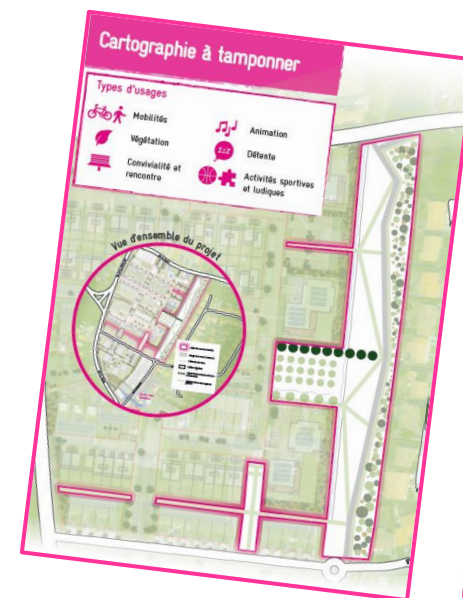 Cartographie à tamponner
Types d'usages
Mobilités
Végétation
Convivialité et
rencontre
Animation
zzz
Détente
Activités sportives
et ludiques
Vue d'ensemble du projet